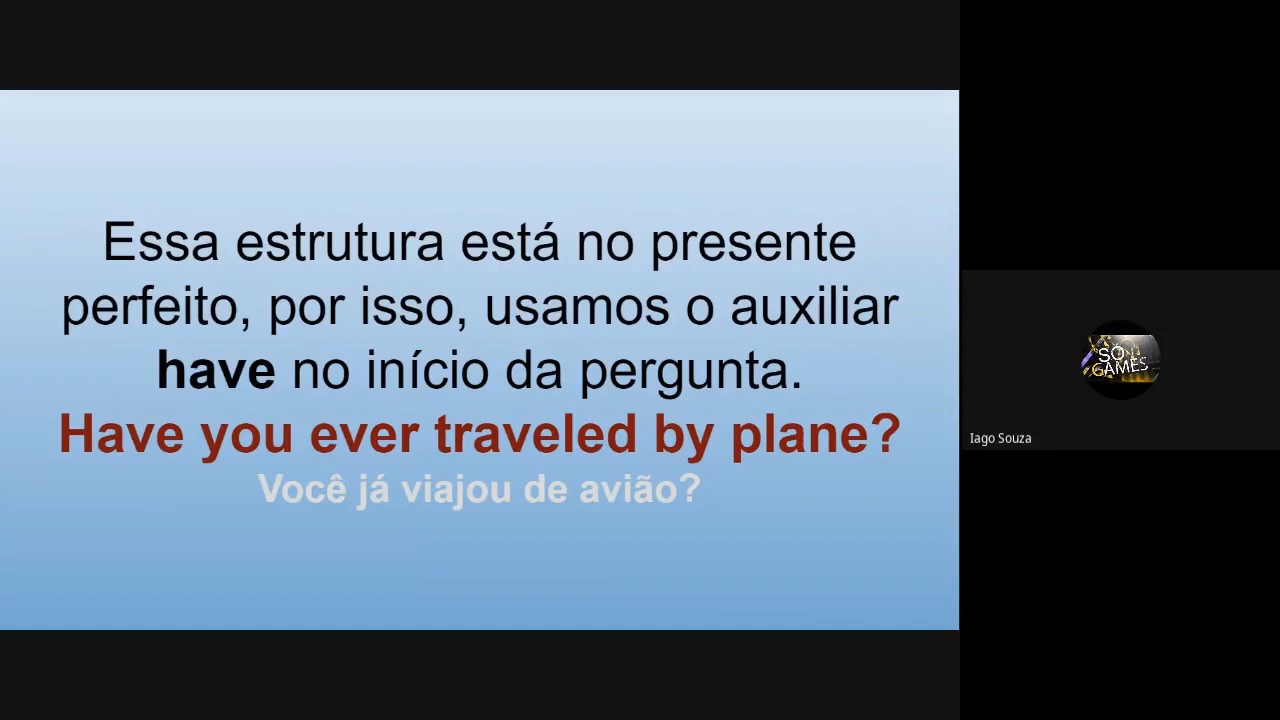 Essa estrutura está no presente
perfeito, por isso, usamos o auxiliar
have no início da pergunta.
Have you ever traveled by plane?
Você já viajou de avião?
SÓ
GAMES
Iago Souza